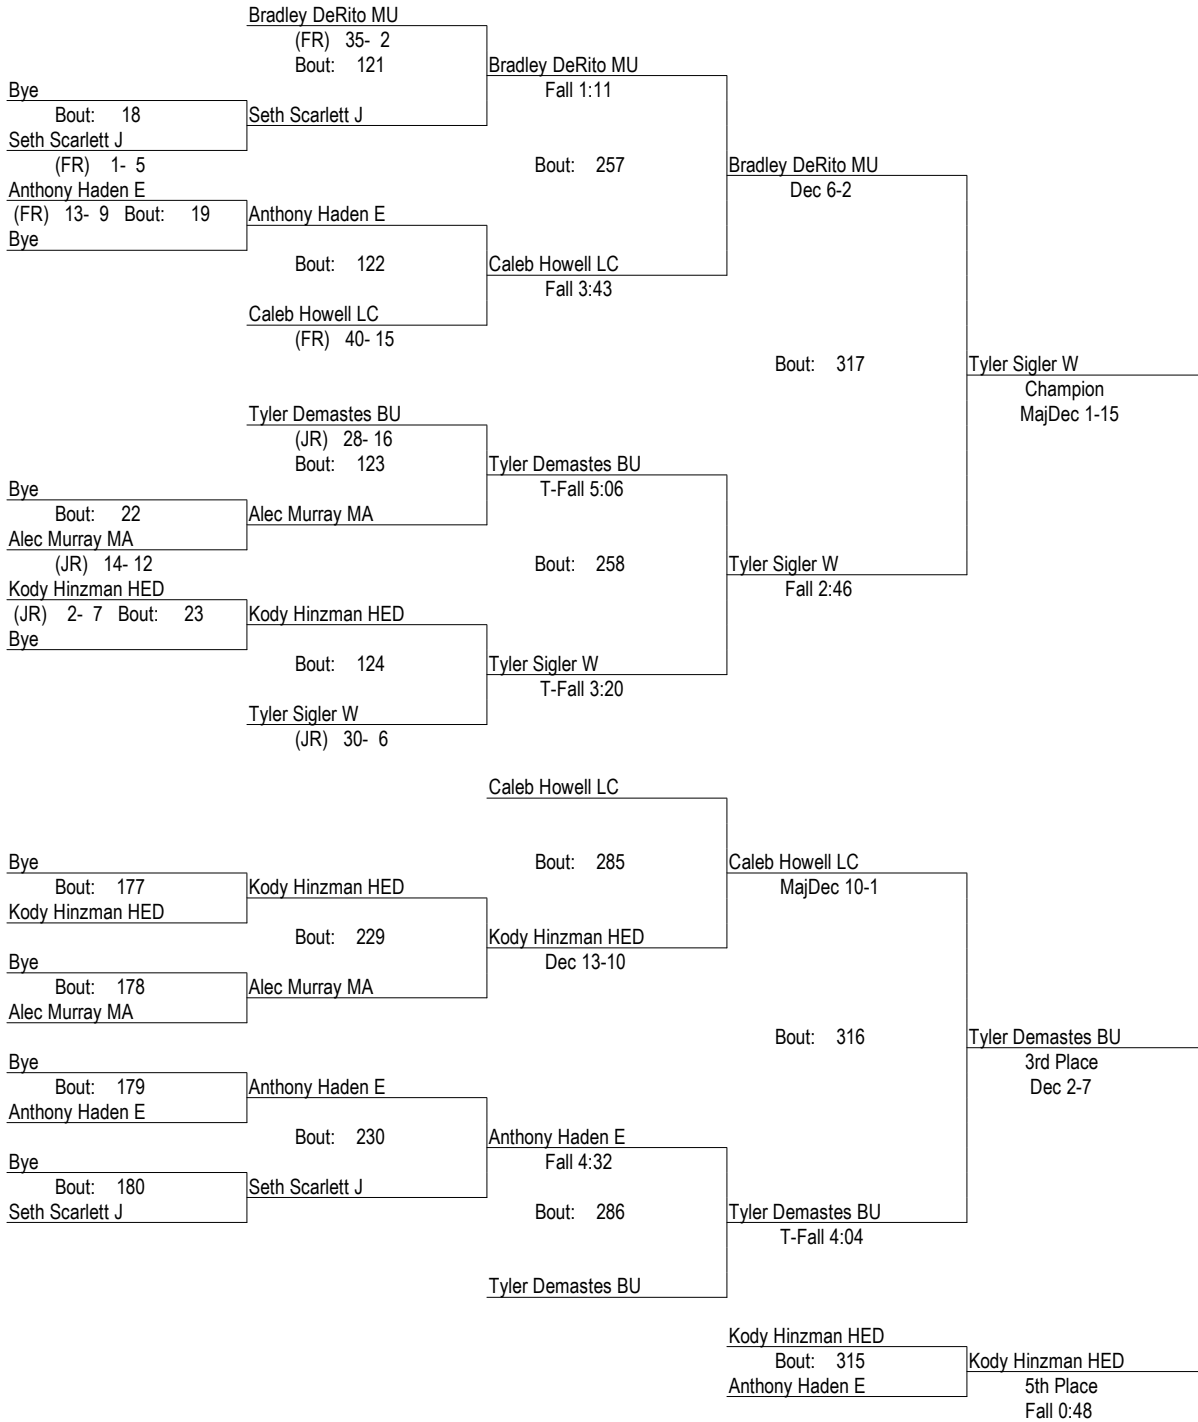 Bradley DeRito MU
(FR) 35- 2
Bout: 121
Bradley DeRito MU
Fall 1:11
Bye
Bout: 18
Seth Scarlett J
Seth Scarlett J
(FR) 1- 5
Bout: 257
Bradley DeRito MU
Dec 6-2
Anthony Haden E
(FR) 13- 9 Bout: 19
Anthony Haden E
Bye
Bout: 122
Caleb Howell LC
Fall 3:43
Caleb Howell LC
(FR) 40- 15
Bout: 317
Tyler Sigler W
Champion
MajDec 1-15
Tyler Demastes BU
(JR) 28- 16
Bout: 123
Tyler Demastes BU
T-Fall 5:06
Bye
Bout: 22
Alec Murray MA
Alec Murray MA
(JR) 14- 12
Bout: 258
Tyler Sigler W
Fall 2:46
Kody Hinzman HED
(JR) 2- 7 Bout: 23
Kody Hinzman HED
Bye
Bout: 124
Tyler Sigler W
T-Fall 3:20
Tyler Sigler W
(JR) 30- 6
Caleb Howell LC
Bout: 285
Caleb Howell LC
MajDec 10-1
Bye
Bout: 177
Kody Hinzman HED
Kody Hinzman HED
Bout: 229
Kody Hinzman HED
Dec 13-10
Bye
Bout: 178
Alec Murray MA
Alec Murray MA
Bout: 316
Tyler Demastes BU
3rd Place
Dec 2-7
Bye
Bout: 179
Anthony Haden E
Anthony Haden E
Bout: 230
Anthony Haden E
Fall 4:32
Bye
Bout: 180
Seth Scarlett J
Seth Scarlett J
Bout: 286
Tyler Demastes BU
T-Fall 4:04
Tyler Demastes BU
Kody Hinzman HED
Bout: 315
Anthony Haden E
Kody Hinzman HED
5th Place
Fall 0:48